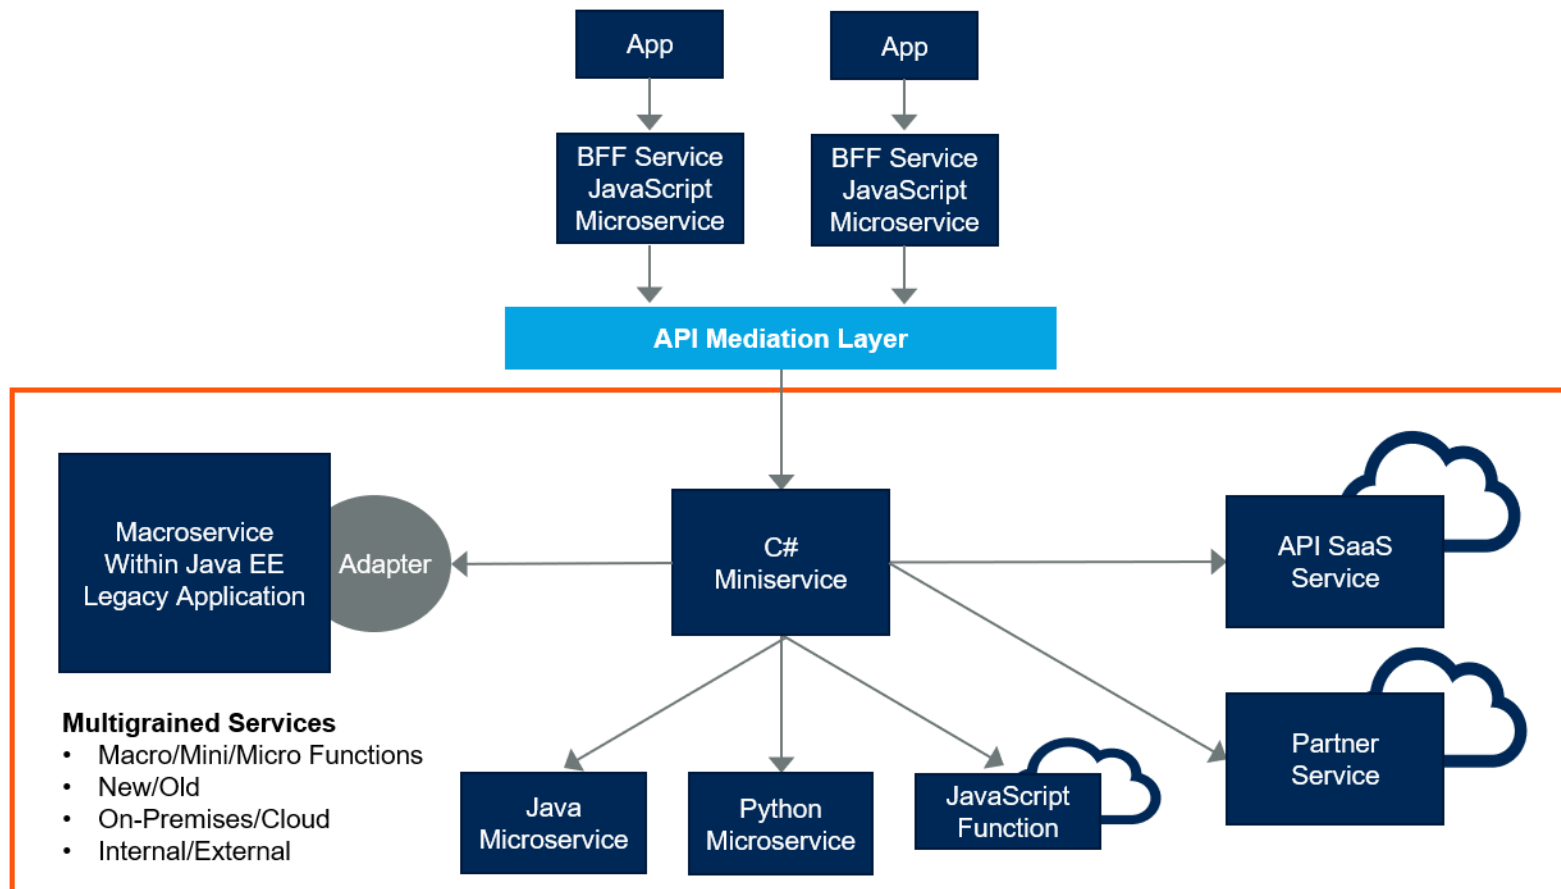 App
App
BFF Service
JavaScript
Microservice
BFF Service
JavaScript
Microservice
API Mediation Layer
Macroservice
Within Java EE
Legacy Application
Adapter
C#
Miniservice
API SaaS
Service
Partner
Service
Multigrained Services
• Macro/Mini/Micro Functions
• New/Old
• On-Premises/Cloud
• Internal/External
Java
Microservice
Python
Microservice
JavaScript
Function